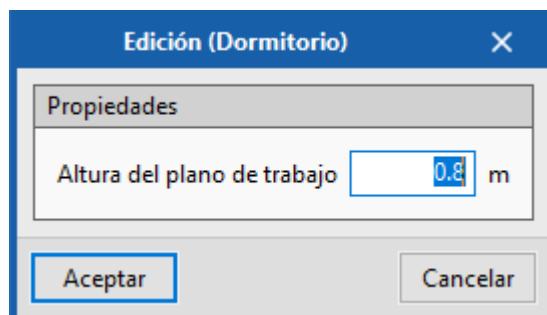 Edición (Dormitorio)
Propiedades
Altura del plano de trabajo 0.8 m
Aceptar Cancelar